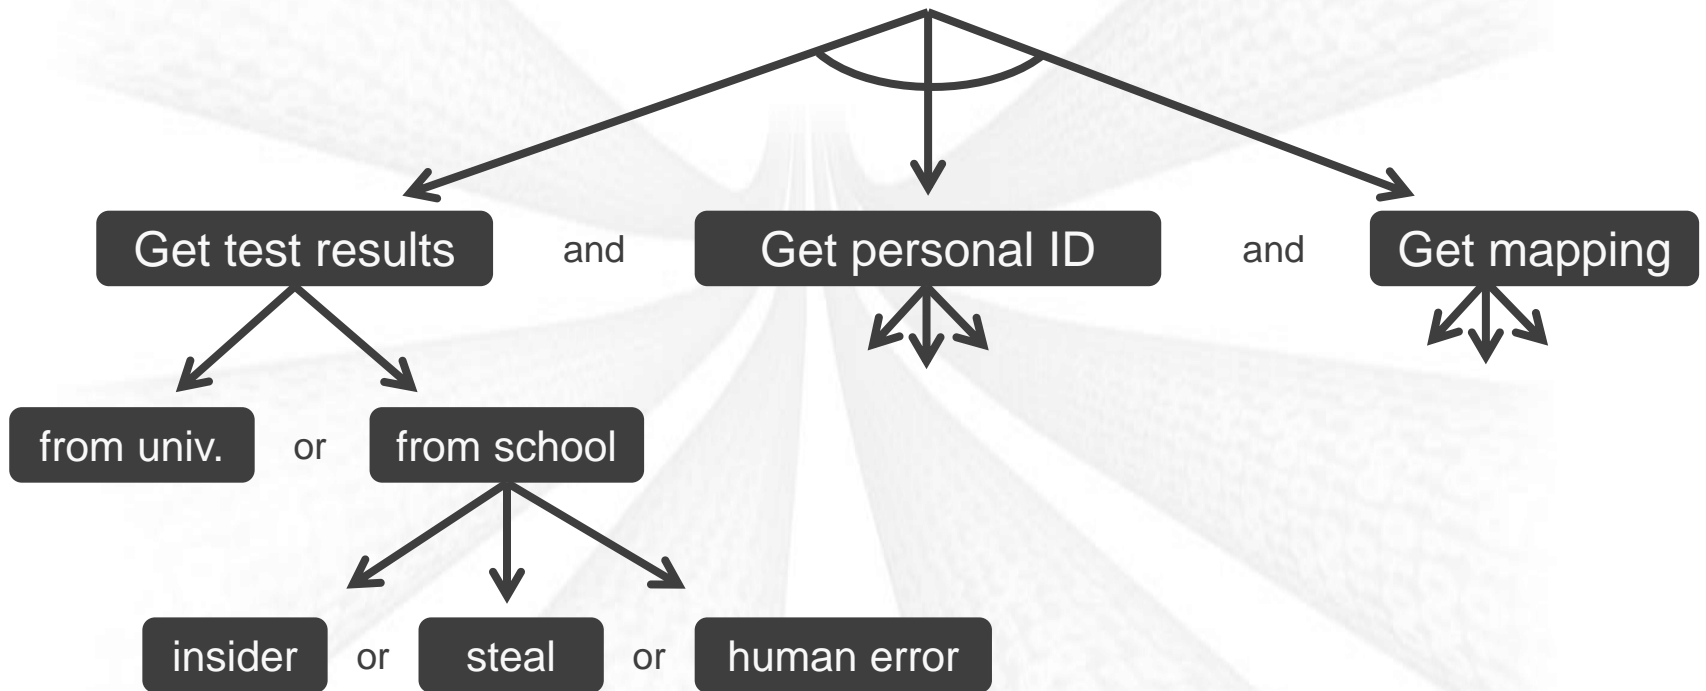 Get test results and Get personal ID and Get mapping
from univ. or from school
insider or steal or human error